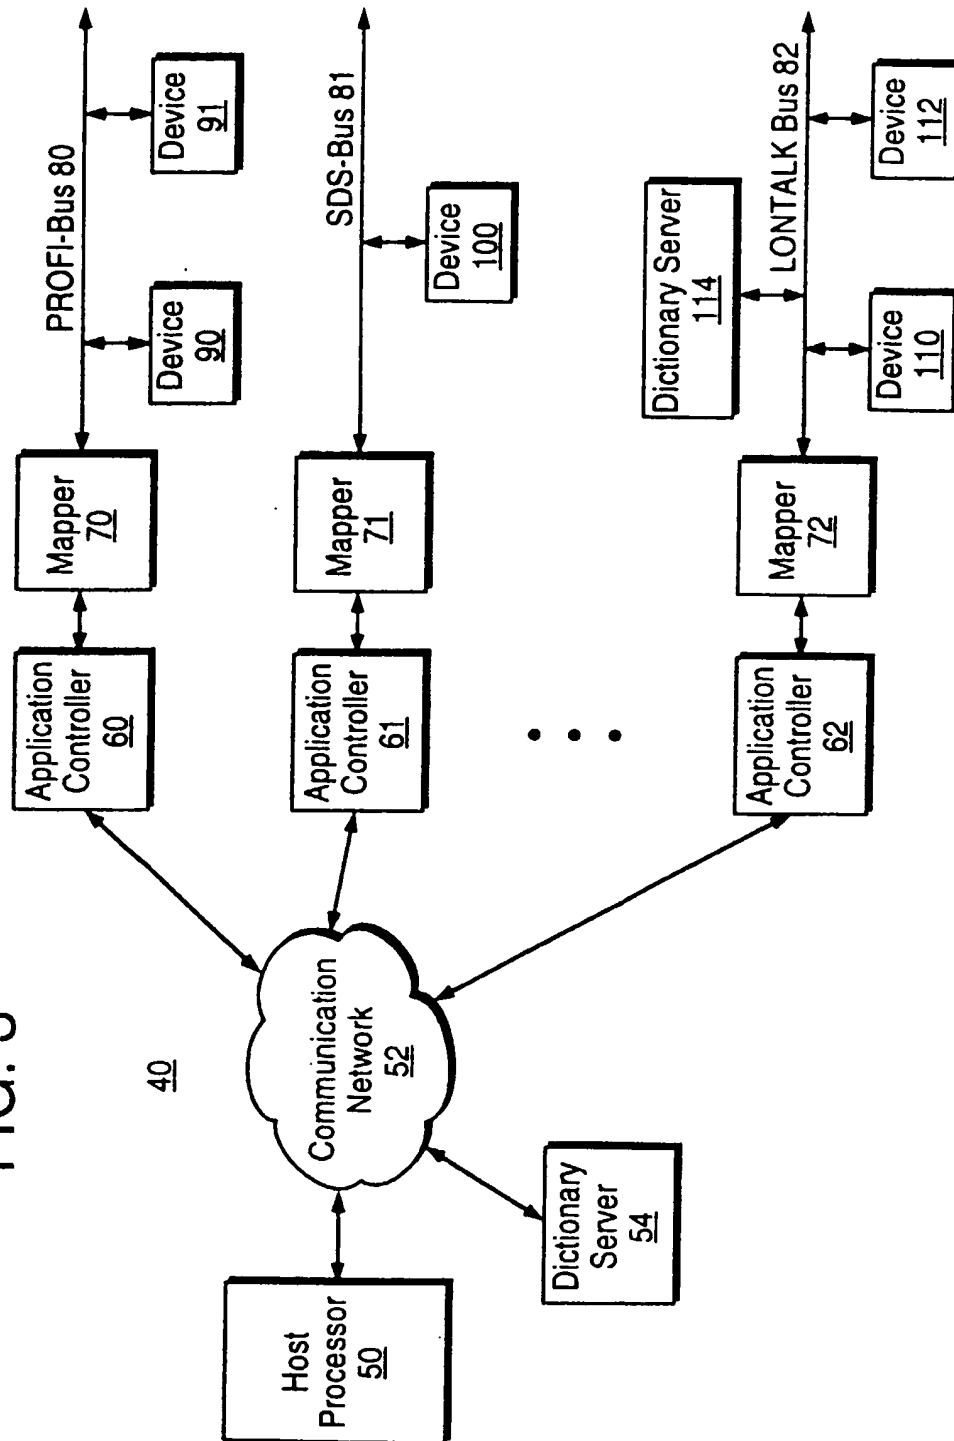 FIG. 3
40
Host
Processor
50
Communication
Network
52
Dictionary
Server
54
Application
Controller
60
Mapper
70
PROFI-Bus 80
Device
90
Device
91
Application
Controller
61
Mapper
71
SDS-Bus 81
Device
100
Application
Controller
62
Mapper
72
LONTALK Bus 82
Dictionary Server
114
Device
110
Device
112